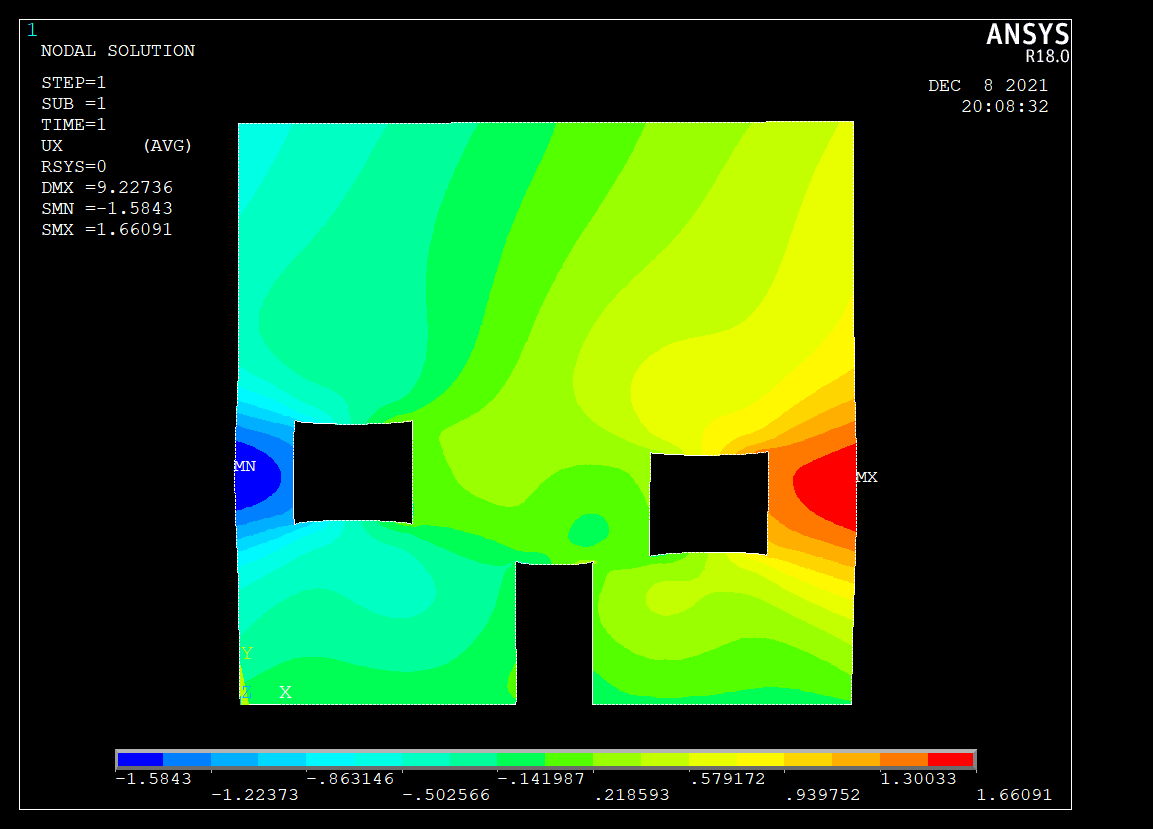 1
ANSYS
R18.0
NODAL SOLUTION
STEP=1
SUB =1
TIME=1
UX (AVG)
RSYS=0
DMX =9.22736
SMN =-1.5843
SMX =1.66091
DEC 8 2021
20:08:32
MN
MX
Y
Z X
-1.5843 -.863146 -.141987 .579172 1.30033
-1.22373 -.502566 .218593 .939752 1.66091